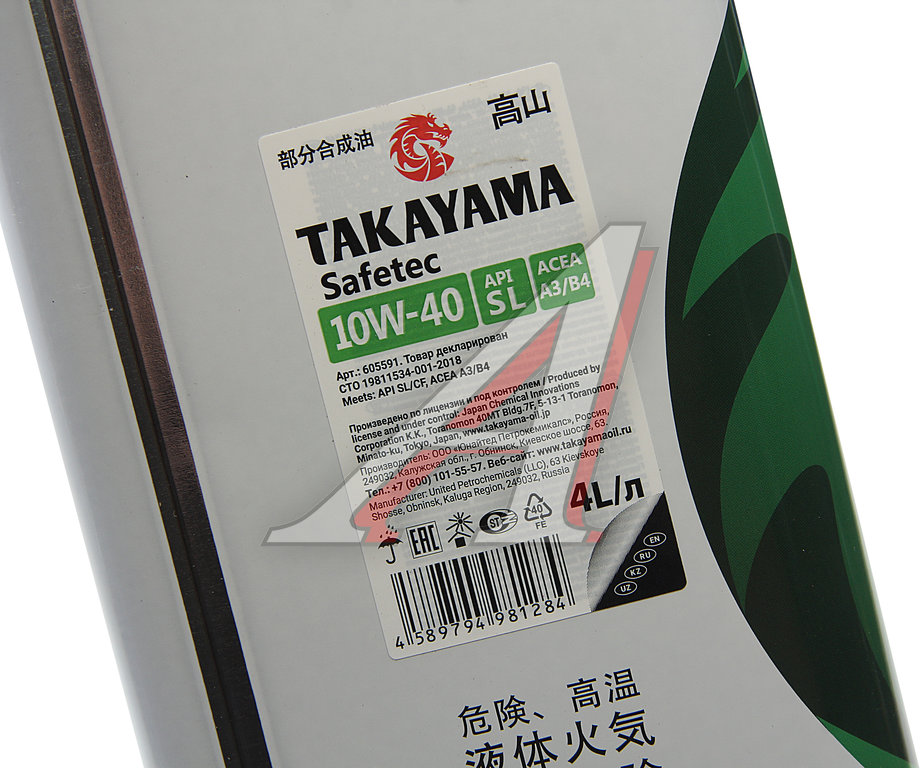 部分合成油
高山
TAKAYAMA
Safetec
10W-40
API
SL
ACEA
A3/B4
Арт.: 605591. Товар декларирован
СТО 19811534-001-2018
Meets: API SL/CF, ACEA A3/B4
Произведено по лицензии и под контролем / Produced by
license and under control: Japan Chemical Innovations
Corporation K.K., Toranomon 40MT Bldg.7F, 5-13-1 Toranomon,
Minato-ku, Tokyo, Japan, www.takayama-oil.jp
Производитель: ООО «Юнайтед Петрокемикалс», Россия,
249032, Калужская обл., г. Обнинск, Киевское шоссе, 63.
Тел.: +7 (800) 101-55-57. Веб-сайт: www.takayamaoil.ru
Manufacturer: United Petrochemicals (LLC), 63 Kievskoye
Shosse, Obninsk, Kaluga Region, 249032, Russia
4L/л
EAC
ST
40
FE
EN
RU
KZ
UZ
4 589794 981284
危険、高温
液体火気